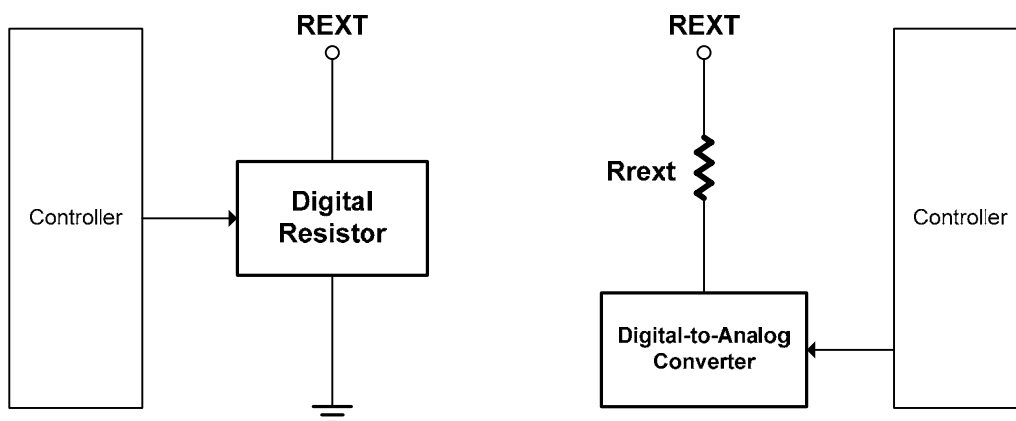 REXT
Controller
Digital
Resistor
REXT
Rrext
Digital-to-Analog
Converter
Controller